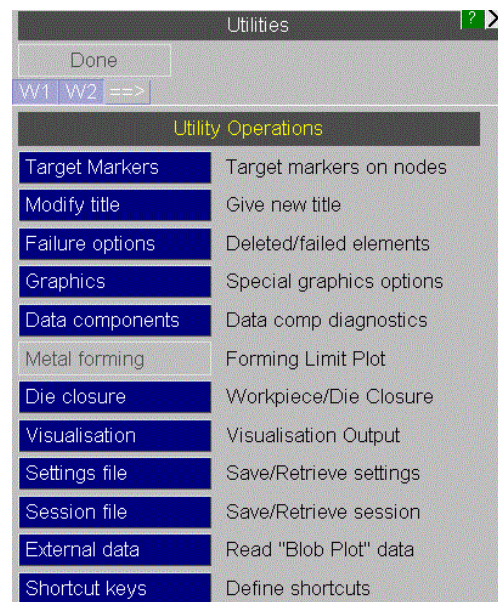 Utilities ? X
Done
W1 W2 ==>
Utility Operations
Target Markers Target markers on nodes
Modify title Give new title
Failure options Deleted/failed elements
Graphics Special graphics options
Data components Data comp diagnostics
Metal forming Forming Limit Plot
Die closure Workpiece/Die Closure
Visualisation Visualisation Output
Settings file Save/Retrieve settings
Session file Save/Retrieve session
External data Read "Blob Plot" data
Shortcut keys Define shortcuts